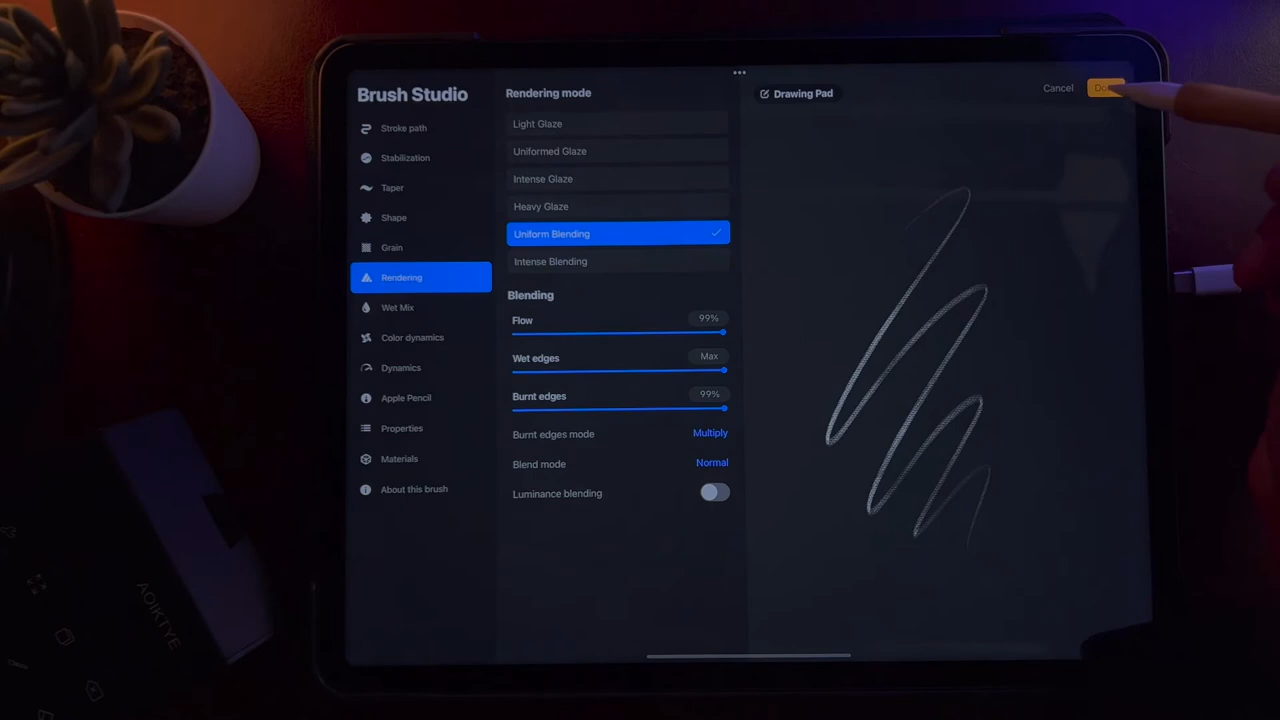 Brush Studio
Stroke path
Stabilization
Taper
Shape
Grain
Rendering
Wet Mix
Color dynamics
Dynamics
Apple Pencil
Properties
Materials
About this brush
Rendering mode
Light Glaze
Uniformed Glaze
Intense Glaze
Heavy Glaze
Uniform Blending
Intense Blending
Blending
Flow 99%
Wet edges Max
Burnt edges 99%
Burnt edges mode Multiply
Blend mode Normal
Luminance blending
Drawing Pad
Cancel
AOIKTYE